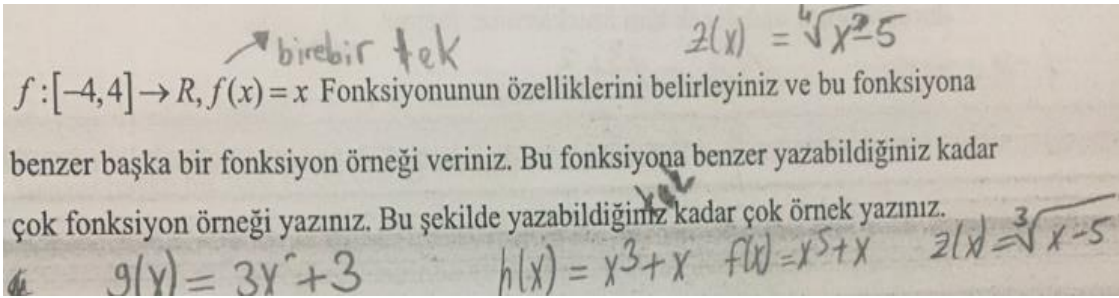 birebir tek z(x) = ∜x²-5
f :[-4,4]→R, f(x)=x Fonksiyonunun özelliklerini belirleyiniz ve bu fonksiyona
benzer başka bir fonksiyon örneği veriniz. Bu fonksiyona benzer yazabildiğiniz kadar
çok fonksiyon örneği yazınız. Bu şekilde yazabildiğiniz kadar çok örnek yazınız.
g(x) = 3x+3 h(x) = x³+x f(x)=x⁵+x z(x)=∛x-5